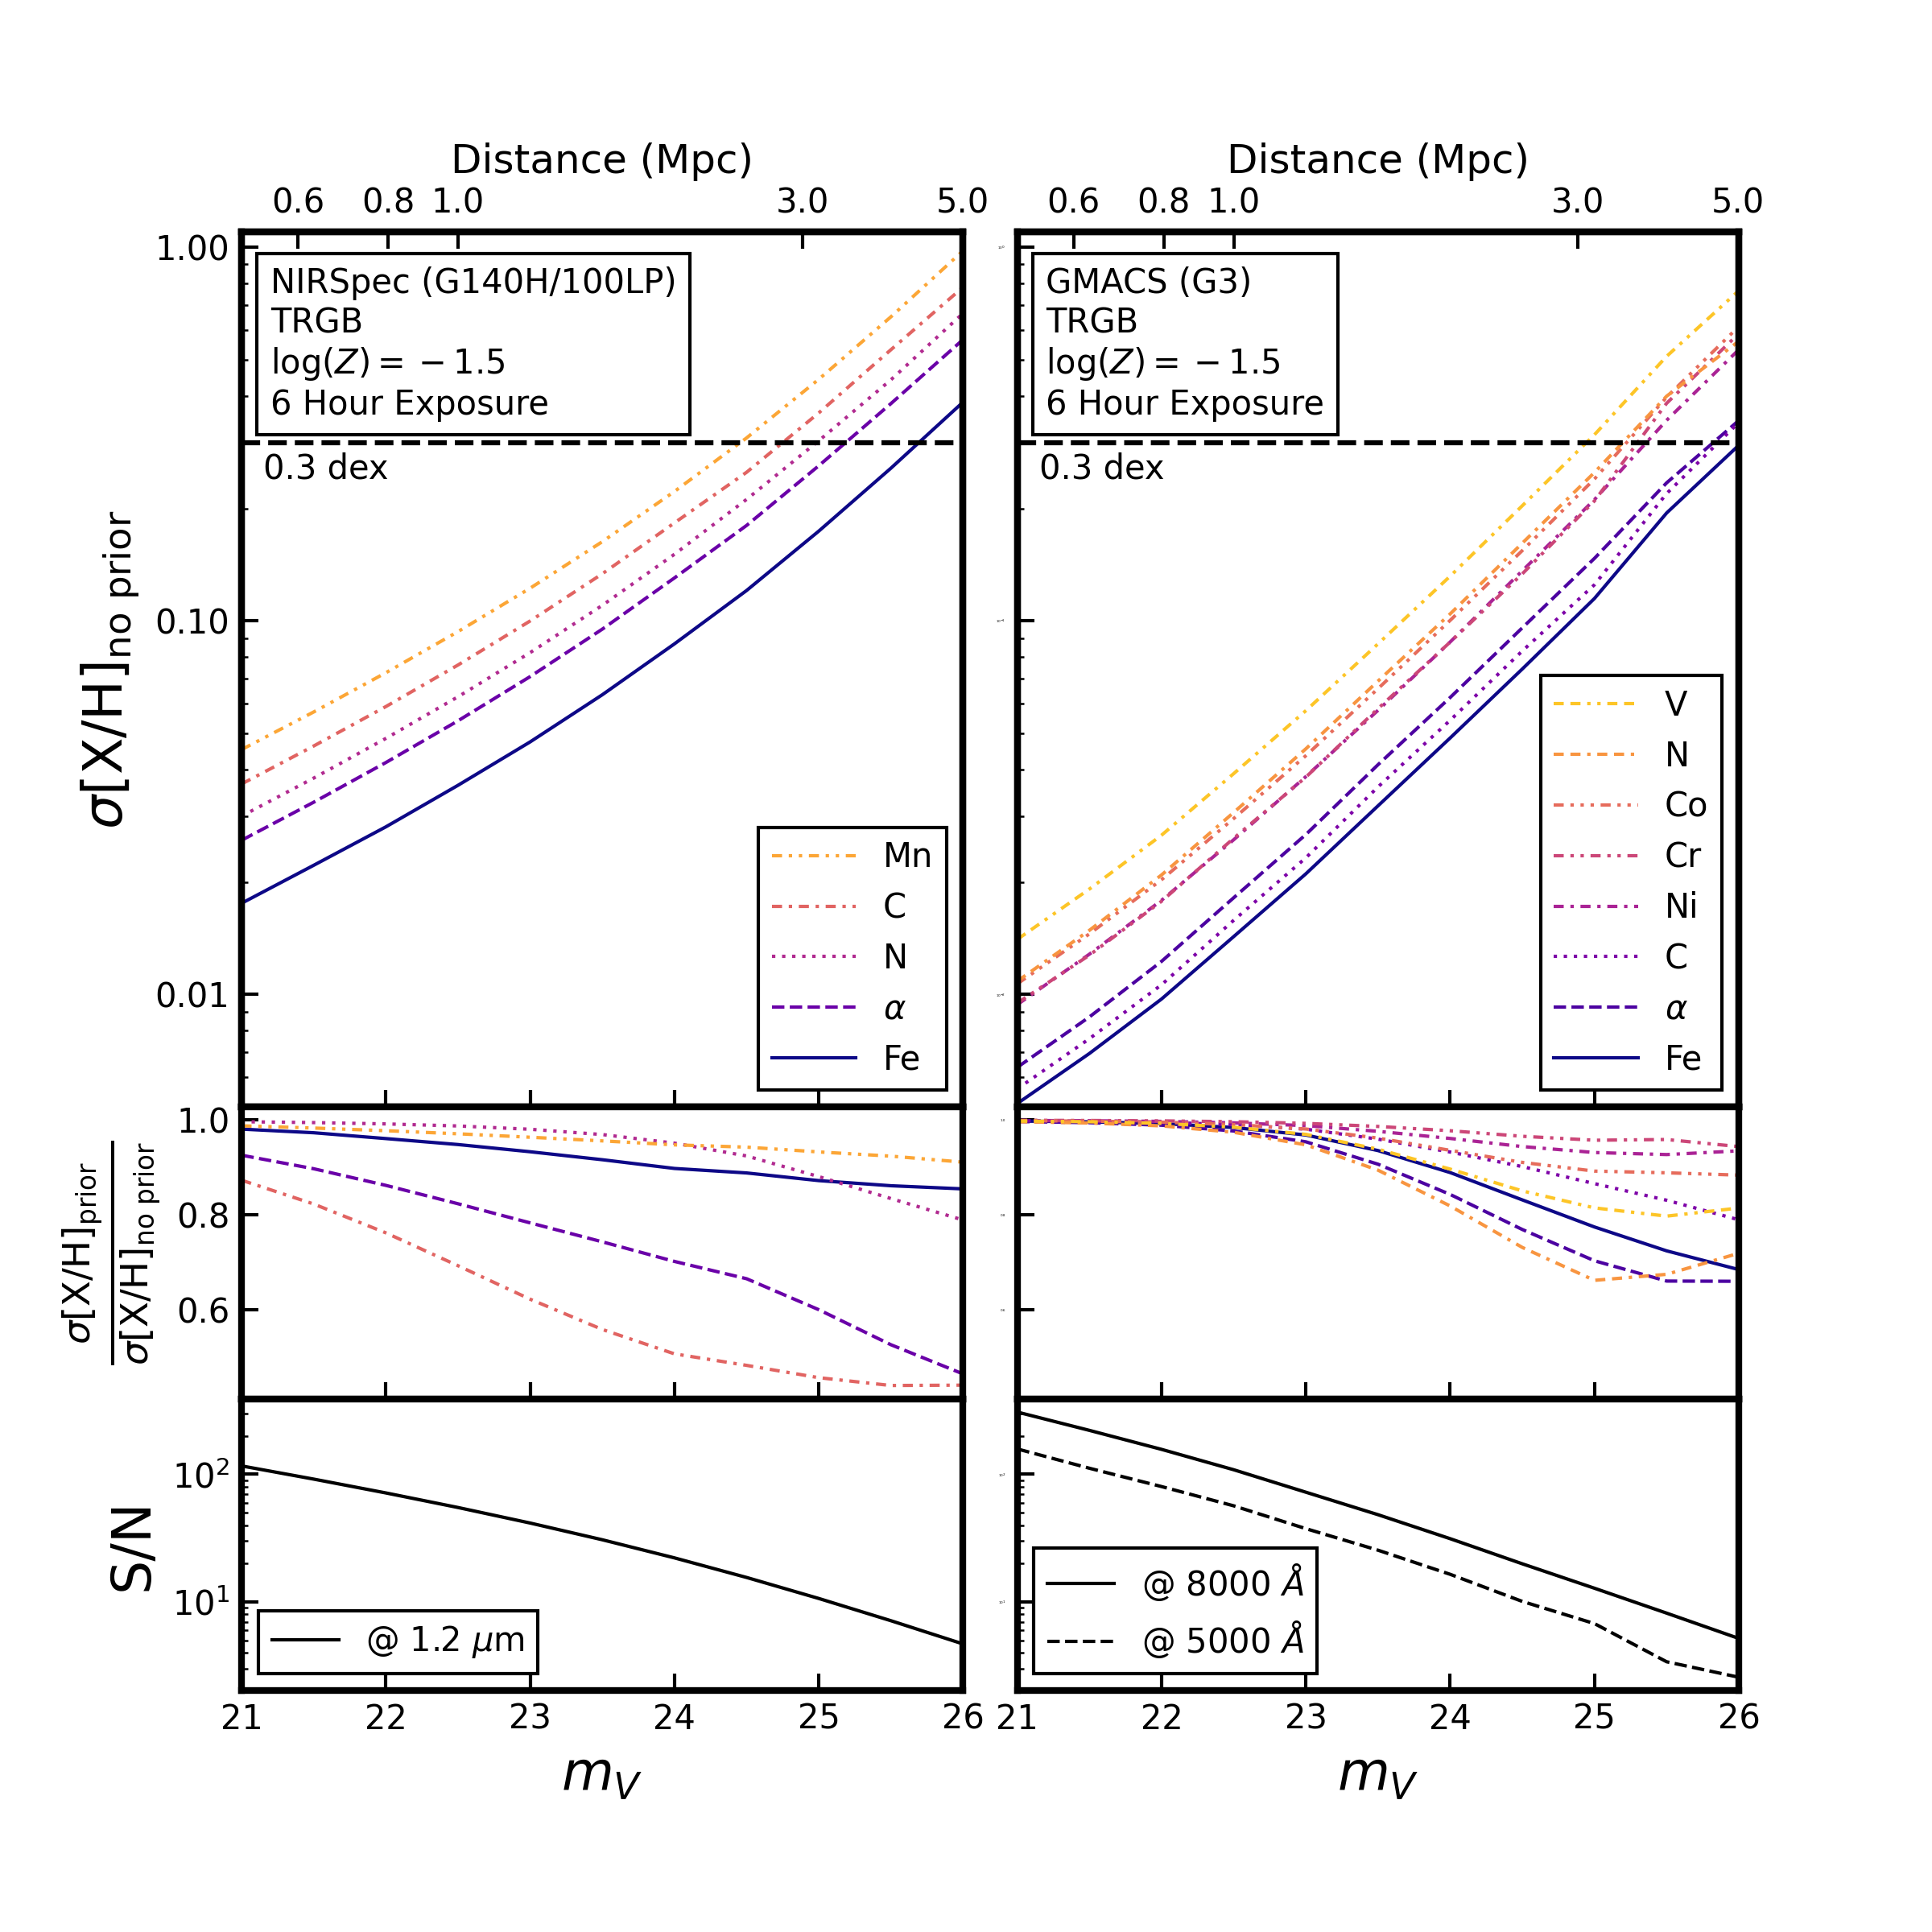 Distance (Mpc)
0.6 0.8 1.0 3.0 5.0
NIRSpec (G140H/100LP)
TRGB
log(Z) = −1.5
6 Hour Exposure
0.3 dex
1.00
0.10
0.01
σ[X/H]no prior
Mn
C
N
α
Fe
1.0
0.8
0.6
σ[X/H]prior
σ[X/H]no prior
10²
10¹
S/N
@ 1.2 μm
21 22 23 24 25 26
mV
Distance (Mpc)
0.6 0.8 1.0 3.0 5.0
GMACS (G3)
TRGB
log(Z) = −1.5
6 Hour Exposure
0.3 dex
V
N
Co
Cr
Ni
C
α
Fe
@ 8000 Å
@ 5000 Å
21 22 23 24 25 26
mV